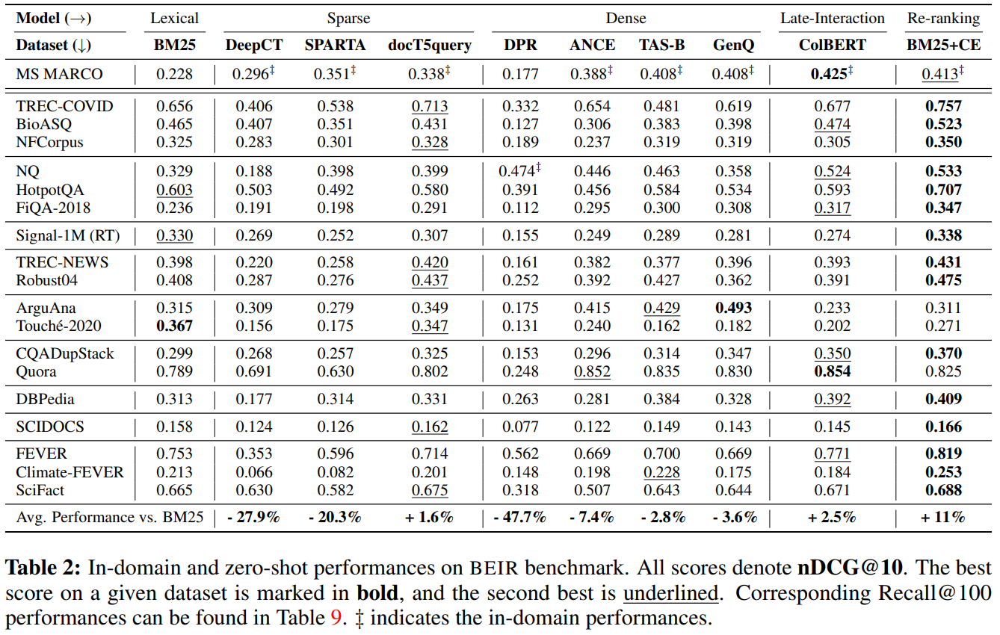 Model (→) Lexical Sparse Dense Late-Interaction Re-ranking
Dataset (↓) BM25 DeepCT SPARTA docT5query DPR ANCE TAS-B GenQ ColBERT BM25+CE
MS MARCO 0.228 0.296‡ 0.351‡ 0.338‡ 0.177 0.388‡ 0.408‡ 0.408‡ 0.425‡ 0.413‡
TREC-COVID 0.656 0.406 0.538 0.713 0.332 0.654 0.481 0.619 0.677 0.757
BioASQ 0.465 0.407 0.351 0.431 0.127 0.306 0.383 0.398 0.474 0.523
NFCorpus 0.325 0.283 0.301 0.328 0.189 0.237 0.319 0.319 0.305 0.350
NQ 0.329 0.188 0.398 0.399 0.474‡ 0.446 0.463 0.358 0.524 0.533
HotpotQA 0.603 0.503 0.492 0.580 0.391 0.456 0.584 0.534 0.593 0.707
FiQA-2018 0.236 0.191 0.198 0.291 0.112 0.295 0.300 0.308 0.317 0.347
Signal-1M (RT) 0.330 0.269 0.252 0.307 0.155 0.249 0.289 0.281 0.274 0.338
TREC-NEWS 0.398 0.220 0.258 0.420 0.161 0.382 0.377 0.396 0.393 0.431
Robust04 0.408 0.287 0.276 0.437 0.252 0.392 0.427 0.362 0.391 0.475
ArguAna 0.315 0.309 0.279 0.349 0.175 0.415 0.429 0.493 0.233 0.311
Touché-2020 0.367 0.156 0.175 0.347 0.131 0.240 0.162 0.182 0.202 0.271
CQADupStack 0.299 0.268 0.257 0.325 0.153 0.296 0.314 0.347 0.350 0.370
Quora 0.789 0.691 0.630 0.802 0.248 0.852 0.835 0.830 0.854 0.825
DBPedia 0.313 0.177 0.314 0.331 0.263 0.281 0.384 0.328 0.392 0.409
SCIDOCS 0.158 0.124 0.126 0.162 0.077 0.122 0.149 0.143 0.145 0.166
FEVER 0.753 0.353 0.596 0.714 0.562 0.669 0.700 0.669 0.771 0.819
Climate-FEVER 0.213 0.066 0.082 0.201 0.148 0.198 0.228 0.175 0.184 0.253
SciFact 0.665 0.630 0.582 0.675 0.318 0.507 0.643 0.644 0.671 0.688
Avg. Performance vs. BM25 - 27.9% - 20.3% + 1.6% - 47.7% - 7.4% - 2.8% - 3.6% + 2.5% + 11%
Table 2: In-domain and zero-shot performances on BEIR benchmark. All scores denote nDCG@10. The best
score on a given dataset is marked in bold, and the second best is underlined. Corresponding Recall@100
performances can be found in Table 9. ‡ indicates the in-domain performances.